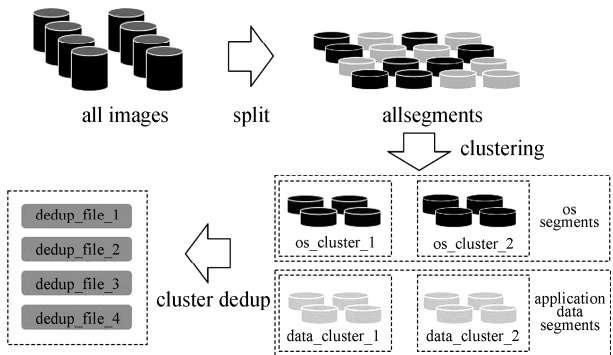 all images
split
allsegments
clustering
os_cluster_1
os_cluster_2
os
segments
data_cluster_1
data_cluster_2
application
data
segments
cluster dedup
dedup_file_1
dedup_file_2
dedup_file_3
dedup_file_4